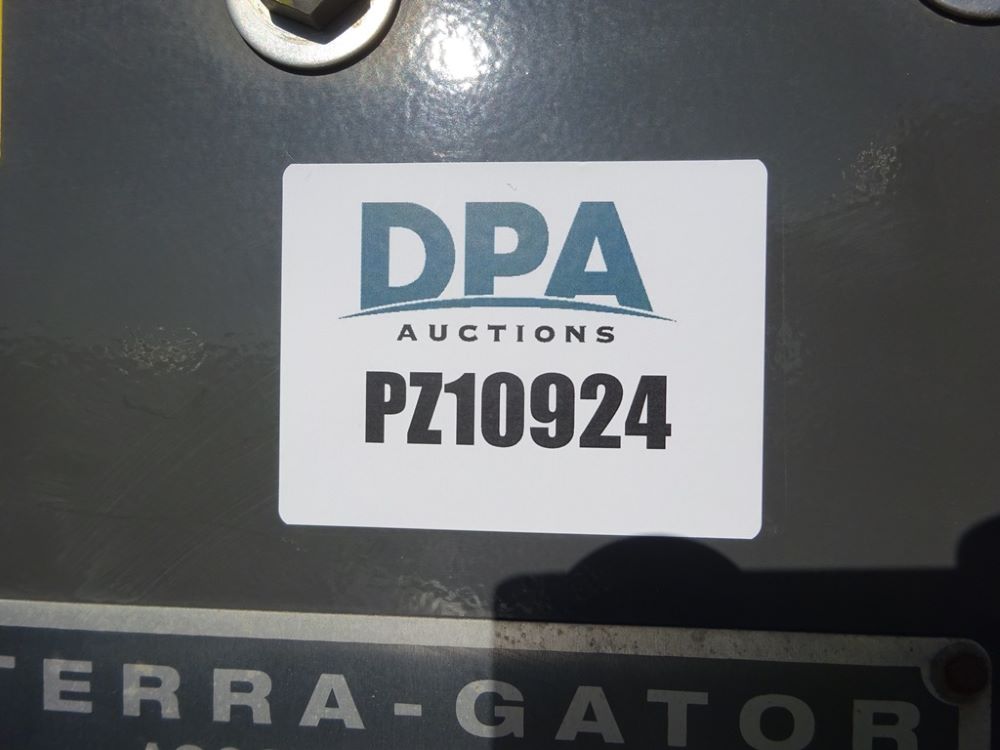 DPA
AUCTIONS
PZ10924
TERRA-GATOR